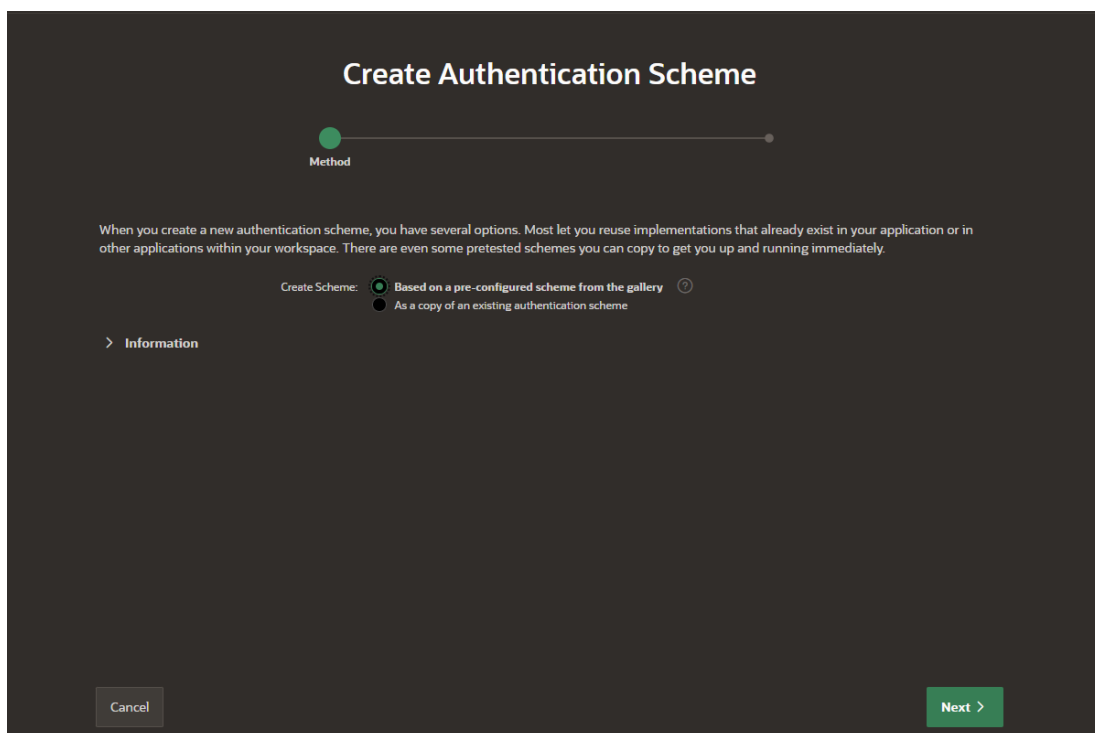 Create Authentication Scheme
Method
When you create a new authentication scheme, you have several options. Most let you reuse implementations that already exist in your application or in
other applications within your workspace. There are even some pretested schemes you can copy to get you up and running immediately.
Create Scheme: Based on a pre-configured scheme from the gallery ?
As a copy of an existing authentication scheme
> Information
Cancel
Next >